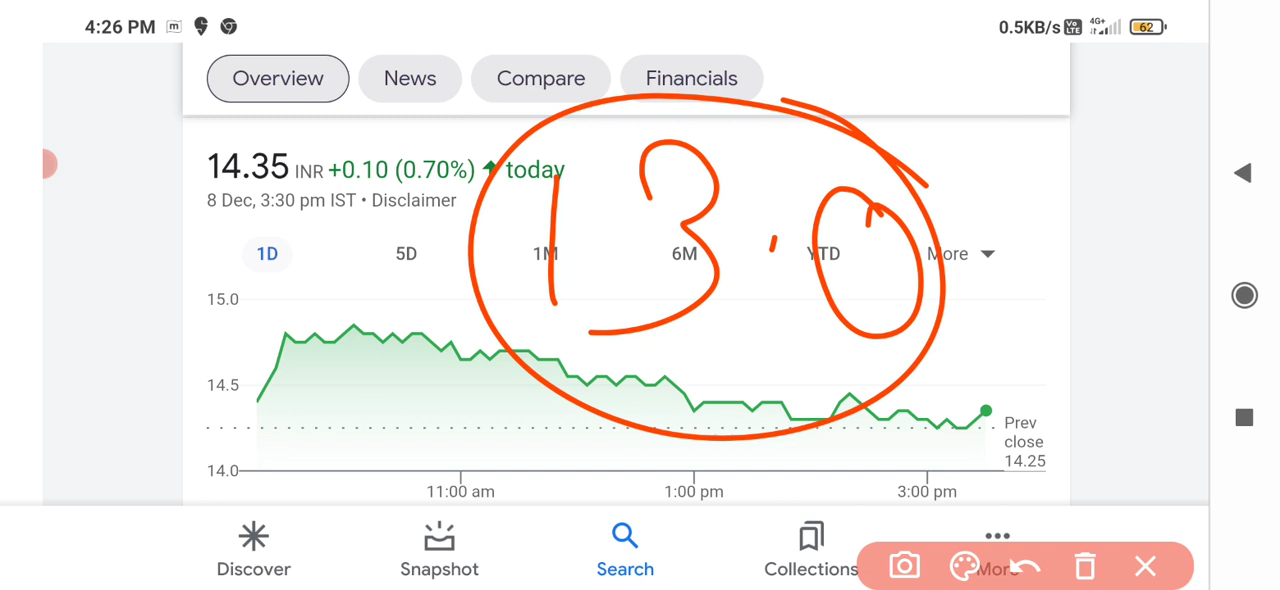 4:26 PM 0.5KB/s Vo LTE 4G+ 62
Overview News Compare Financials
14.35 INR +0.10 (0.70%) today
8 Dec, 3:30 pm IST • Disclaimer
13.0
1D 5D 1M 6M YTD More
15.0
14.5
Prev
close
14.25
14.0
11:00 am 1:00 pm 3:00 pm
Discover Snapshot Search Collections More